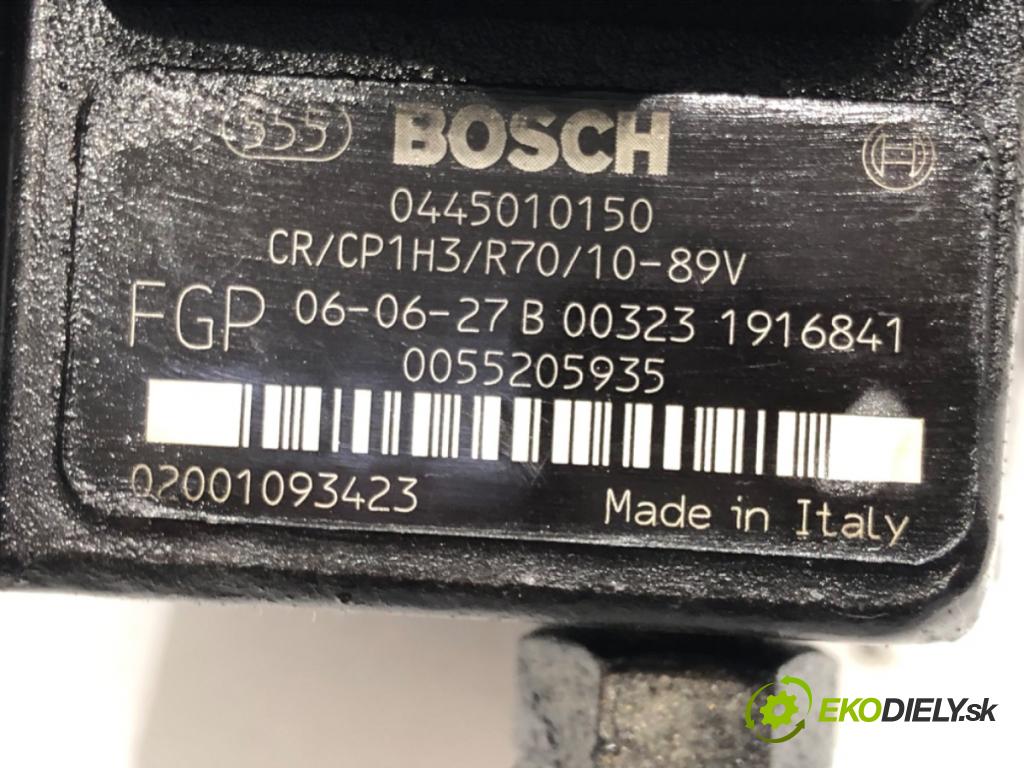 555 BOSCH
0445010150
CR/CP1H3/R70/10-89V
FGP 06-06-27 B 00323 1916841
0055205935
02001093423
Made in Italy
EKODIELY.sk